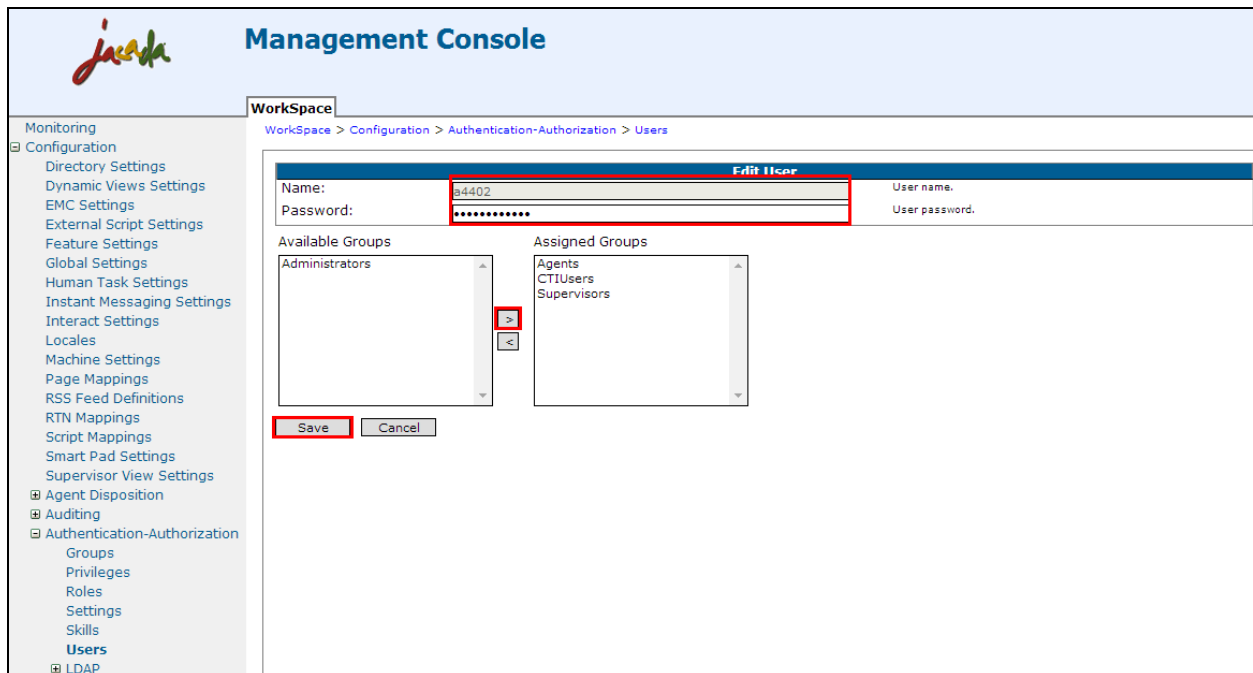 jacada
Management Console
WorkSpace
WorkSpace > Configuration > Authentication-Authorization > Users
Monitoring
Configuration
Directory Settings
Dynamic Views Settings
EMC Settings
External Script Settings
Feature Settings
Global Settings
Human Task Settings
Instant Messaging Settings
Interact Settings
Locales
Machine Settings
Page Mappings
RSS Feed Definitions
RTN Mappings
Script Mappings
Smart Pad Settings
Supervisor View Settings
Agent Disposition
Auditing
Authentication-Authorization
Groups
Privileges
Roles
Settings
Skills
Users
LDAP
Edit User
Name: a4402 User name.
Password: •••••••••••• User password.
Available Groups
Administrators
>
<
Assigned Groups
Agents
CTIUsers
Supervisors
Save Cancel